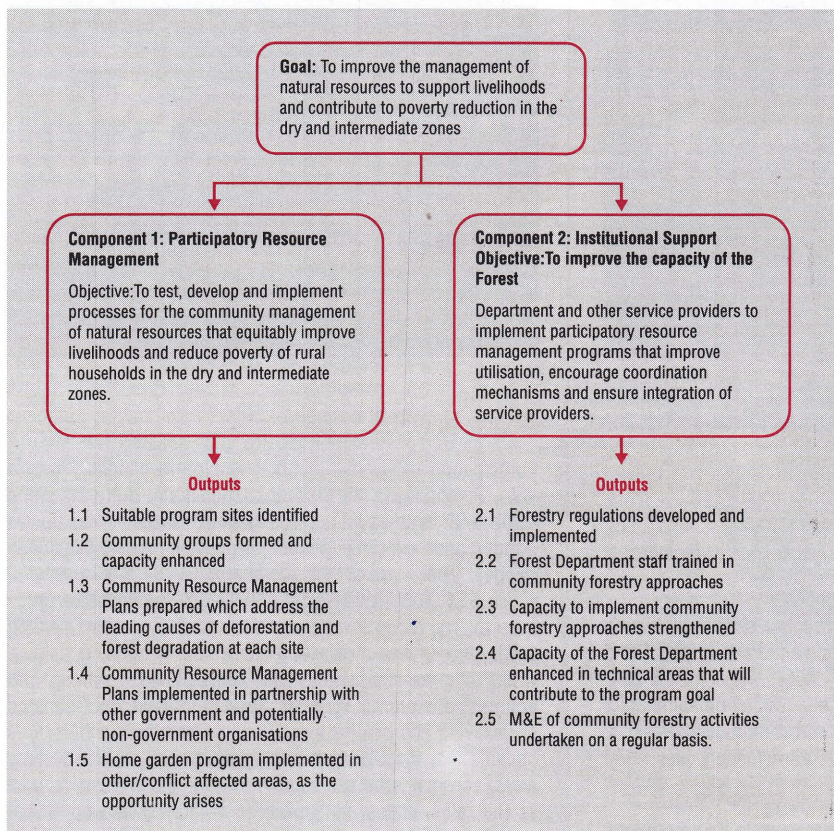 Goal: To improve the management of
natural resources to support livelihoods
and contribute to poverty reduction in the
dry and intermediate zones
Component 1: Participatory Resource
Management
Objective:To test, develop and implement
processes for the community management
of natural resources that equitably improve
livelihoods and reduce poverty of rural
households in the dry and intermediate
zones.
Component 2: Institutional Support
Objective:To improve the capacity of the
Forest
Department and other service providers to
implement participatory resource
management programs that improve
utilisation, encourage coordination
mechanisms and ensure integration of
service providers.
Outputs
1.1 Suitable program sites identified
1.2 Community groups formed and
capacity enhanced
1.3 Community Resource Management
Plans prepared which address the
leading causes of deforestation and
forest degradation at each site
1.4 Community Resource Management
Plans implemented in partnership with
other government and potentially
non-government organisations
1.5 Home garden program implemented in
other/conflict affected areas, as the
opportunity arises
Outputs
2.1 Forestry regulations developed and
implemented
2.2 Forest Department staff trained in
community forestry approaches
2.3 Capacity to implement community
forestry approaches strengthened
2.4 Capacity of the Forest Department
enhanced in technical areas that will
contribute to the program goal
2.5 M&E of community forestry activities
undertaken on a regular basis.